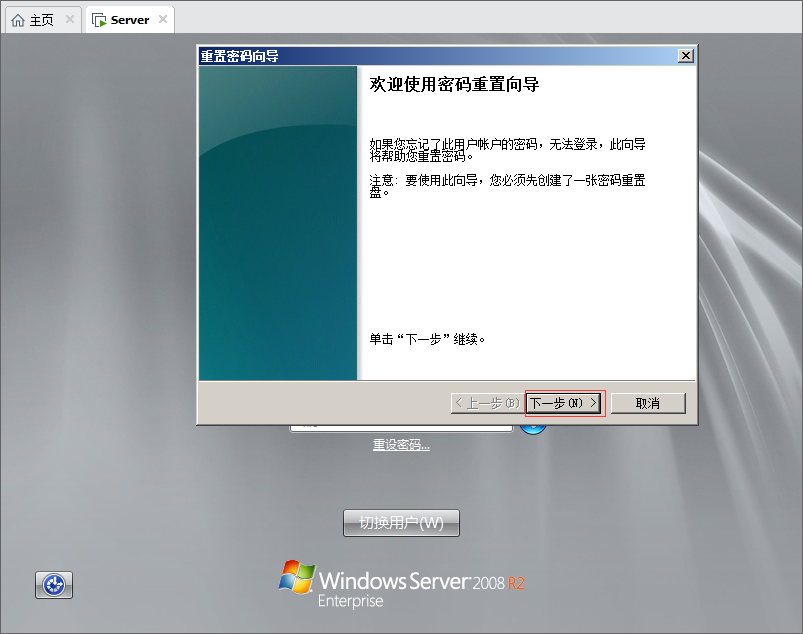 主页
Server
重置密码向导
欢迎使用密码重置向导
如果您忘记了此用户帐户的密码，无法登录，此向导
将帮助您重置密码。
注意：要使用此向导，您必须先创建了一张密码重置
盘。
单击“下一步”继续。
< 上一步(B)
下一步(N) >
取消
重设密码...
切换用户(W)
Windows Server 2008 R2
Enterprise